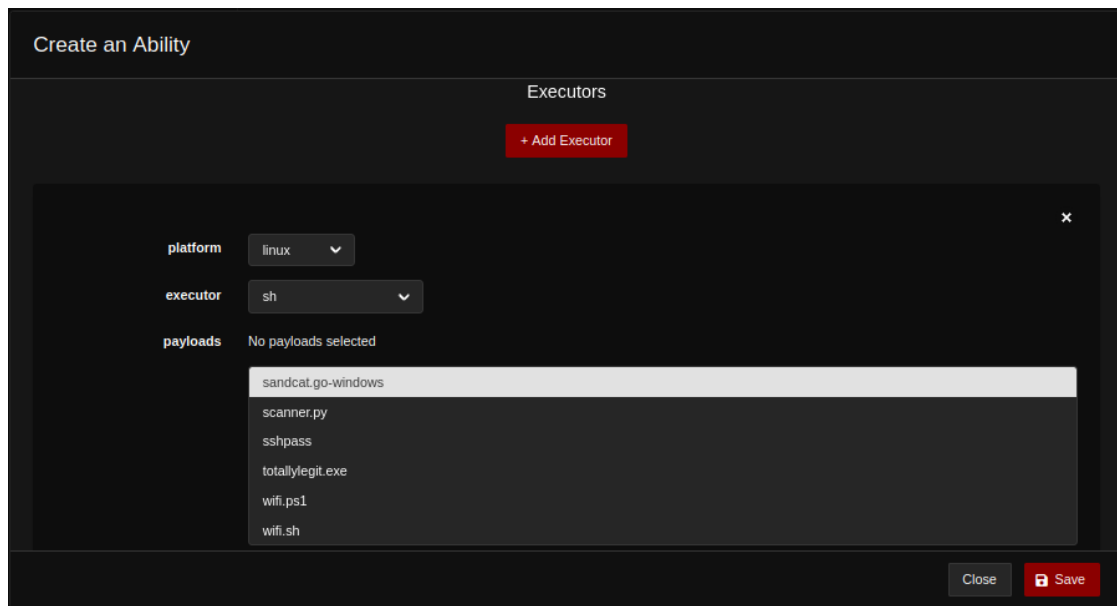 Create an Ability
Executors
+ Add Executor
×
platform linux
executor sh
payloads No payloads selected
sandcat.go-windows
scanner.py
sshpass
totallylegit.exe
wifi.ps1
wifi.sh
Close Save